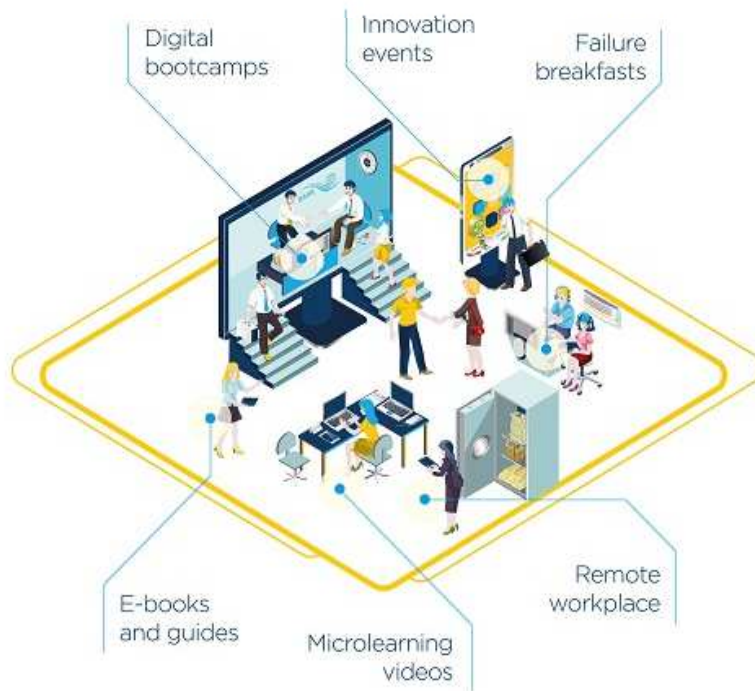 Digital
bootcamps
Innovation
events
Failure
breakfasts
E-books
and guides
Microlearning
videos
Remote
workplace